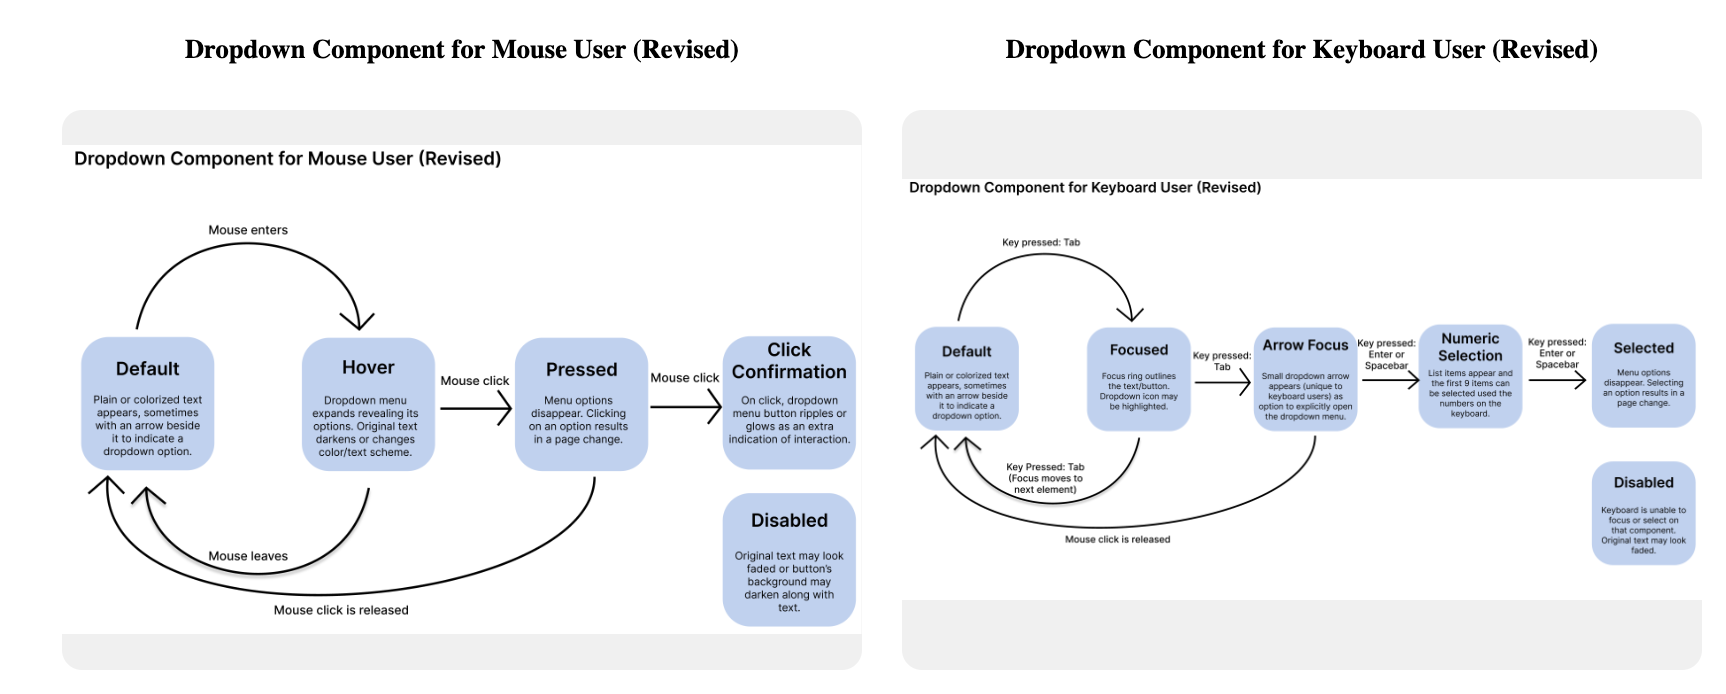 Dropdown Component for Mouse User (Revised)
Dropdown Component for Mouse User (Revised)
Mouse enters
Default
Plain or colorized text
appears, sometimes
with an arrow beside
it to indicate a
dropdown option.
Hover
Dropdown menu
expands revealing its
options. Original text
darkens or changes
color/text scheme.
Mouse click
Pressed
Menu options
disappear. Clicking
on an option results
in a page change.
Mouse click
Click
Confirmation
On click, dropdown
menu button ripples or
glows as an extra
indication of interaction.
Mouse leaves
Mouse click is released
Disabled
Original text may look
faded or button's
background may
darken along with
text.
Dropdown Component for Keyboard User (Revised)
Dropdown Component for Keyboard User (Revised)
Key pressed: Tab
Default
Plain or colorized text
appears, sometimes
with an arrow beside
it to indicate a
dropdown option.
Focused
Focus ring outlines
the text/button.
Dropdown icon may
be highlighted.
Key pressed:
Tab
Arrow Focus
Small dropdown arrow
appears (unique to
keyboard users) as
option to explicitly open
the dropdown menu.
Key pressed:
Enter or
Spacebar
Numeric
Selection
List items appear and
the first 9 items can
be selected used the
numbers on the
keyboard.
Key pressed:
Enter or
Spacebar
Selected
Menu options
disappear. Selecting
an option results in a
page change.
Key Pressed: Tab
(Focus moves to
next element)
Mouse click is released
Disabled
Keyboard is unable to
focus or select on
that component.
Original text may look
faded.